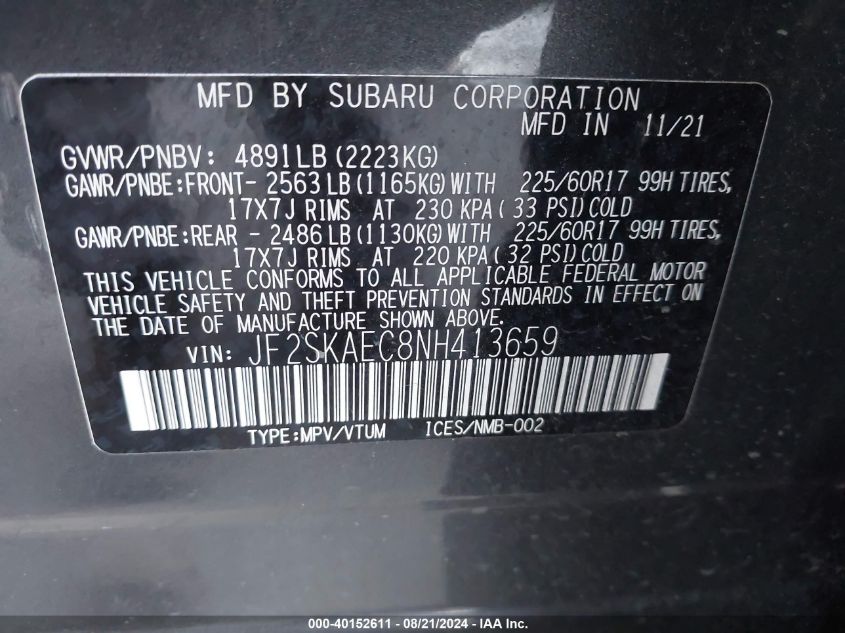 MFD BY SUBARU CORPORATION
MFD IN 11/21
GVWR/PNBV: 4891LB(2223KG)
GAWR/PNBE:FRONT- 2563LB(1165KG)WITH 225/60R17 99H TIRES,
17X7J RIMS AT 230 KPA(33 PSI)COLD
GAWR/PNBE:REAR - 2486LB(1130KG)WITH 225/60R17 99H TIRES,
17X7J RIMS AT 220 KPA(32 PSI)COLD
THIS VEHICLE CONFORMS TO ALL APPLICABLE FEDERAL MOTOR
VEHICLE SAFETY AND THEFT PREVENTION STANDARDS IN EFFECT ON
THE DATE OF MANUFACTURE SHOWN ABOVE.
VIN: JF2SKAEC8NH413659
TYPE:MPV/VTUM ICES/NMB-002
000-40152611 - 08/21/2024 - IAA Inc.